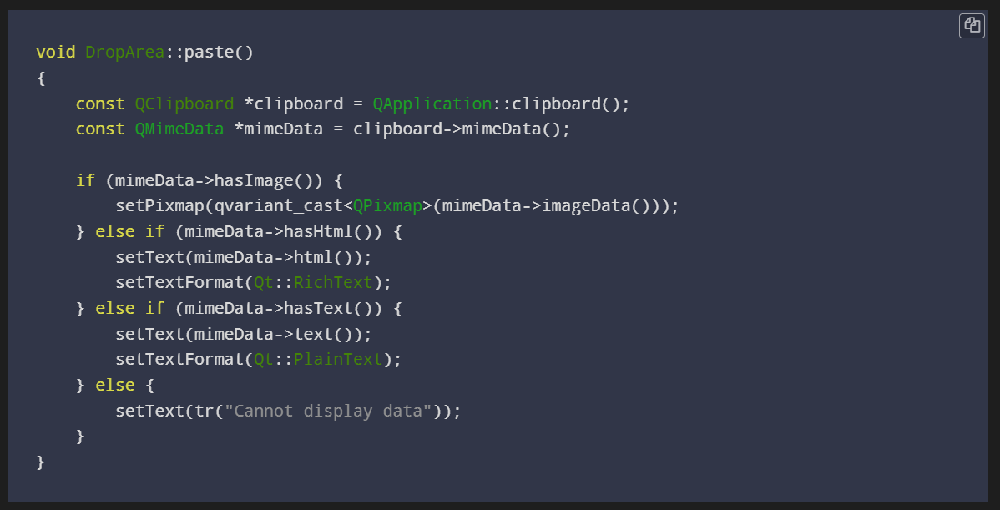 void DropArea::paste()
{
    const QClipboard *clipboard = QApplication::clipboard();
    const QMimeData *mimeData = clipboard->mimeData();

    if (mimeData->hasImage()) {
        setPixmap(qvariant_cast<QPixmap>(mimeData->imageData()));
    } else if (mimeData->hasHtml()) {
        setText(mimeData->html());
        setTextFormat(Qt::RichText);
    } else if (mimeData->hasText()) {
        setText(mimeData->text());
        setTextFormat(Qt::PlainText);
    } else {
        setText(tr("Cannot display data"));
    }
}